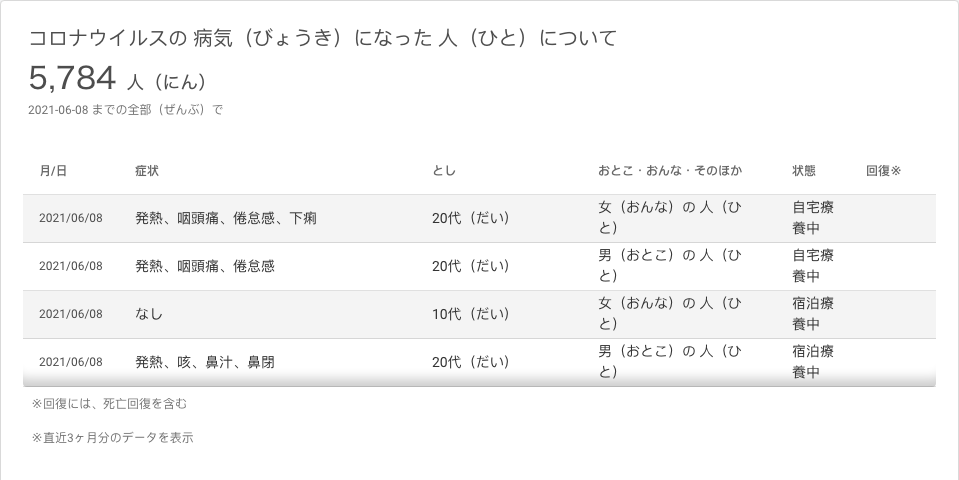 コロナウイルスの 病気（びょうき）になった 人（ひと）について
5,784 人（にん）
2021-06-08 までの全部（ぜんぶ）で
月/日 症状 とし おとこ・おんな・そのほか 状態 回復※
2021/06/08 発熱、咽頭痛、倦怠感、下痢 20代（だい） 女（おんな）の 人（ひ 自宅療
と） 養中
2021/06/08 発熱、咽頭痛、倦怠感 20代（だい） 男（おとこ）の 人（ひ 自宅療
と） 養中
2021/06/08 なし 10代（だい） 女（おんな）の 人（ひ 宿泊療
と） 養中
2021/06/08 発熱、咳、鼻汁、鼻閉 20代（だい） 男（おとこ）の 人（ひ 宿泊療
と） 養中
※回復には、死亡回復を含む
※直近3ヶ月分のデータを表示